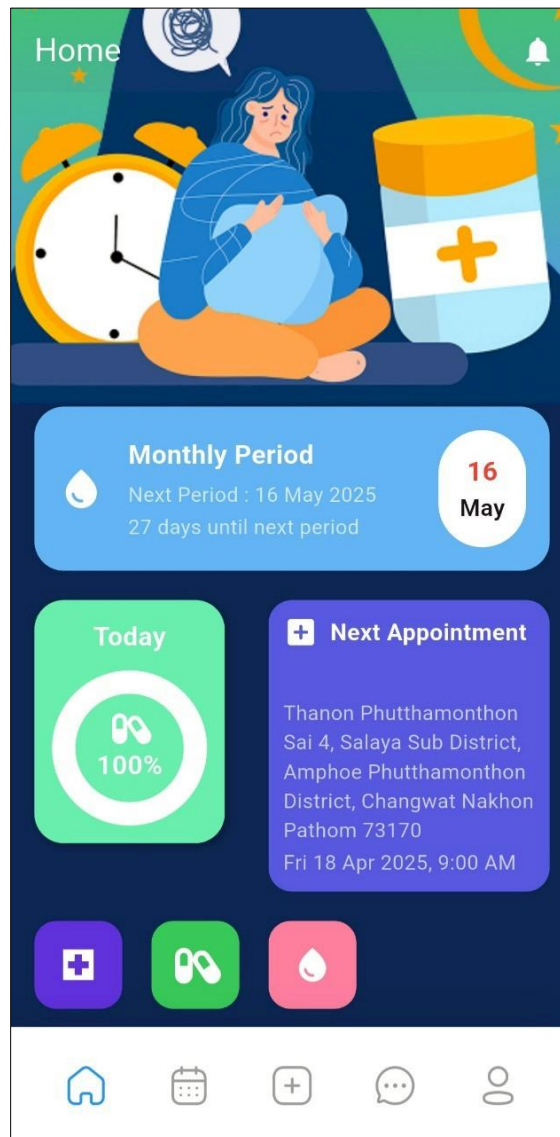 Home
Monthly Period
Next Period : 16 May 2025
27 days until next period
16
May
Today
100%
Next Appointment
Thanon Phutthamonthon
Sai 4, Salaya Sub District,
Amphoe Phutthamonthon
District, Changwat Nakhon
Pathom 73170
Fri 18 Apr 2025, 9:00 AM